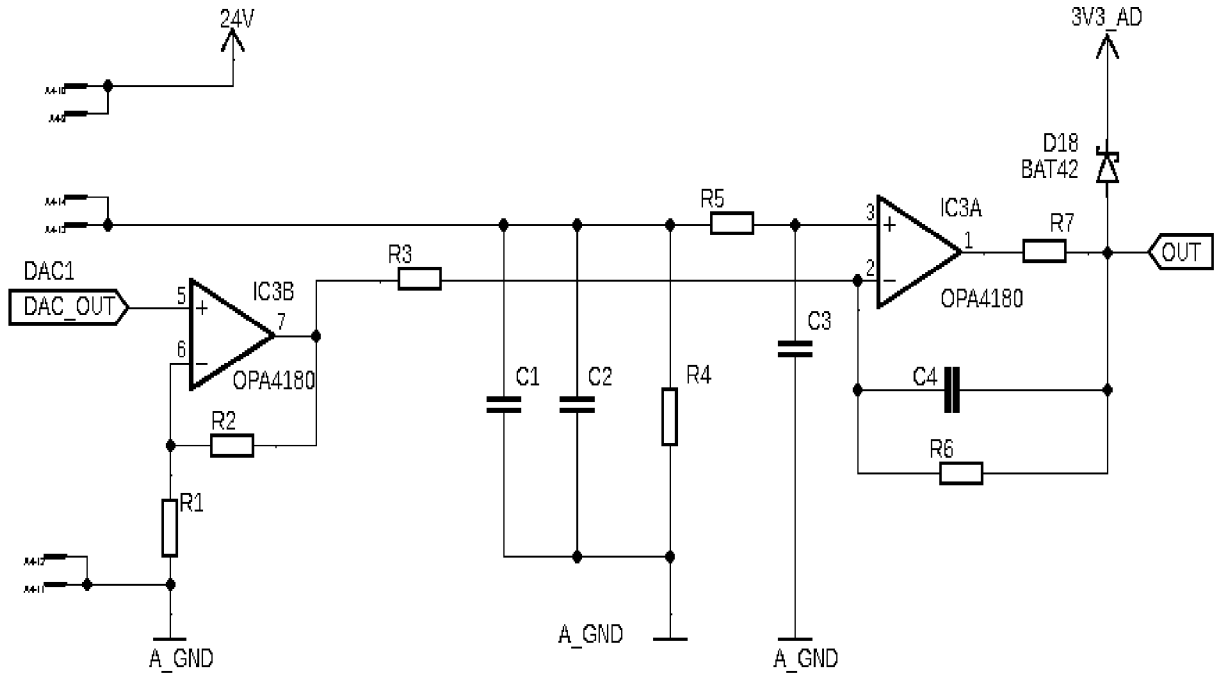 24V
3V3_AD
D18
BAT42
R5
3
IC3A
1
R7
OUT
2
OPA4180
DAC1
DAC_OUT
R3
5
IC3B
7
6
OPA4180
C3
C1
C2
R4
C4
R2
R6
R1
A_GND
A_GND
A_GND